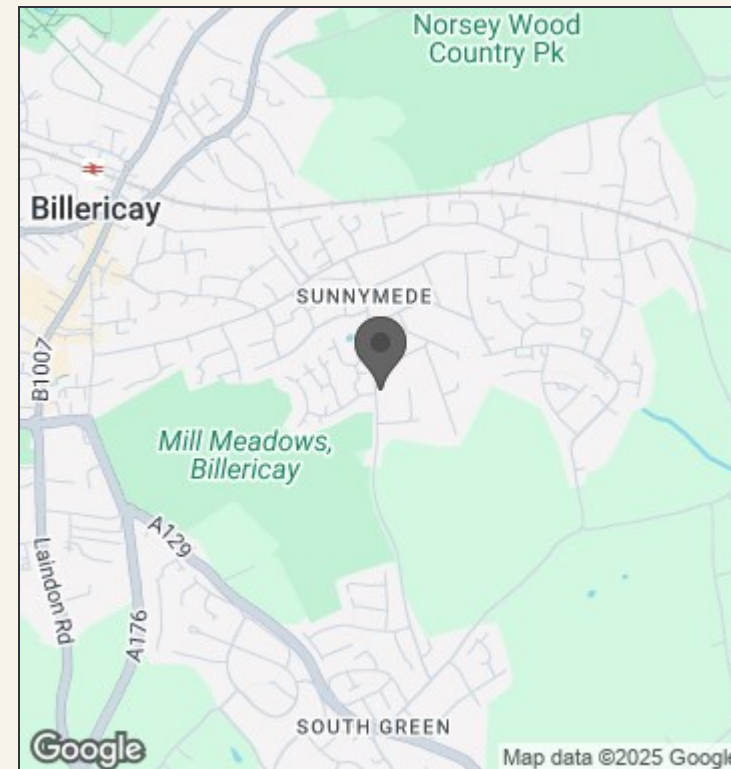 Norsey Wood
Country Pk
Billericay
SUNNYMEDE
B1007
Mill Meadows,
Billericay
A129
Laindon Rd
A176
SOUTH GREEN
Google
Map data ©2025 Google